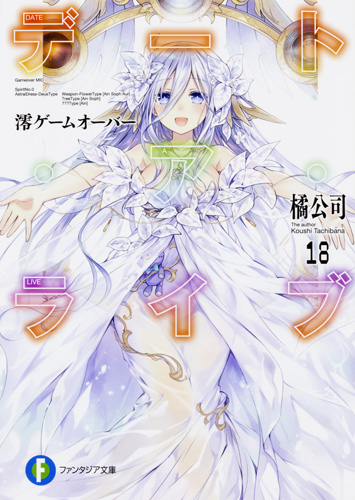 DATE
デート
Gameover MIO
SpiritNo.0
AstralDress-DeusType
Weapon-FlowerType [Ain Soph Aur]
TreeType [Ain Soph]
????Type [Ain]
澪ゲームオーバー
A
・ア・
橘公司
The author
Koushi Tachibana
18
LIVE
ライブ
ファンタジア文庫